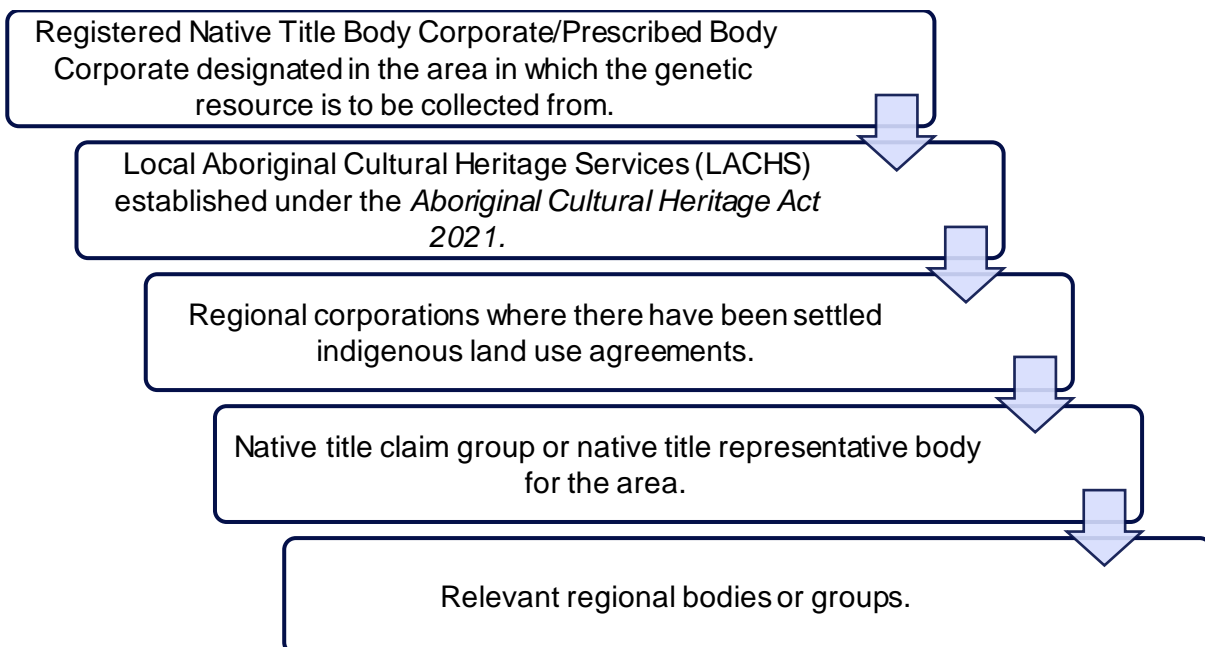 Registered Native Title Body Corporate/Prescribed Body
Corporate designated in the area in which the genetic
resource is to be collected from.
Local Aboriginal Cultural Heritage Services (LACHS)
established under the Aboriginal Cultural Heritage Act
2021.
Regional corporations where there have been settled
indigenous land use agreements.
Native title claim group or native title representative body
for the area.
Relevant regional bodies or groups.